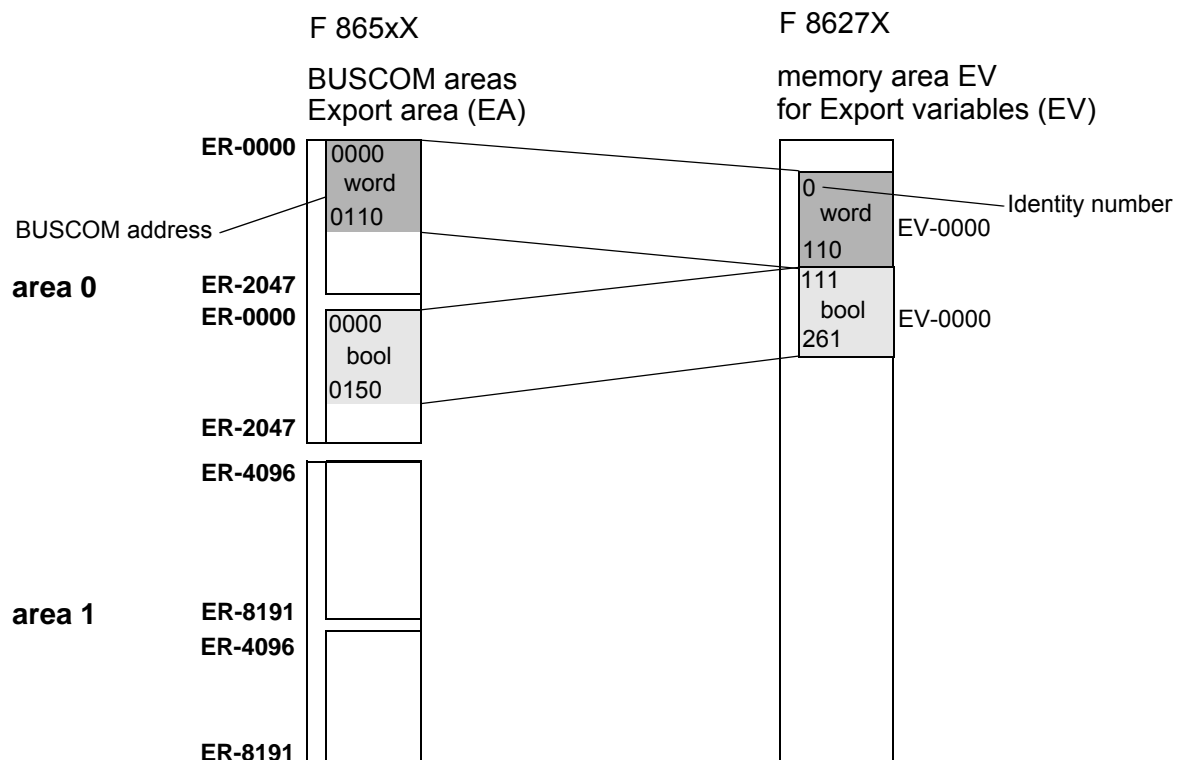 F 865xX
F 8627X
BUSCOM areas
Export area (EA)
memory area EV
for Export variables (EV)
ER-0000
0000
word
0110
BUSCOM address
0
word
110
Identity number
EV-0000
area 0
ER-2047
ER-0000
0000
bool
0150
111
bool
261
EV-0000
ER-2047
ER-4096
area 1
ER-8191
ER-4096
ER-8191